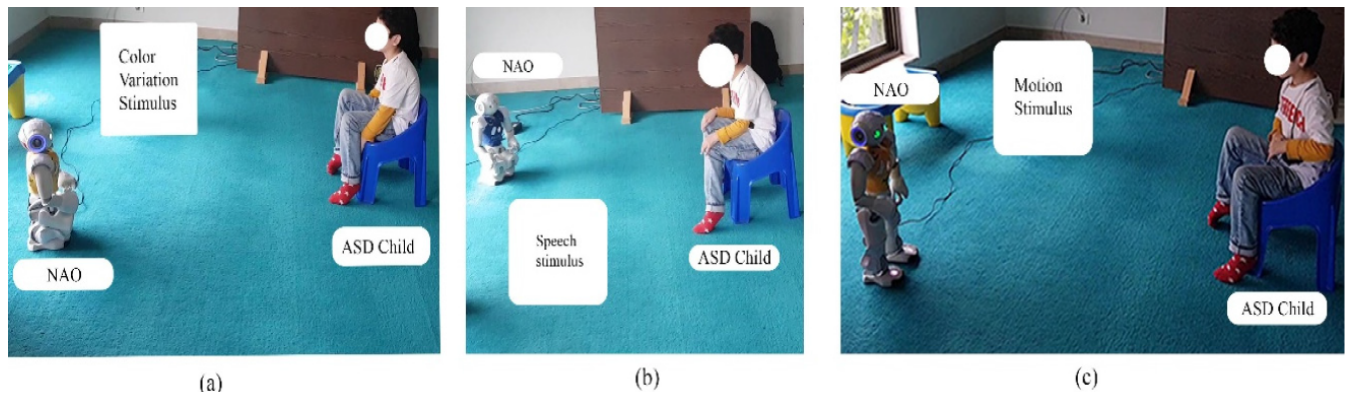 Color
Variation
Stimulus
NAO
ASD Child
(a)
NAO
Speech
stimulus
ASD Child
(b)
NAO
Motion
Stimulus
ASD Child
(c)